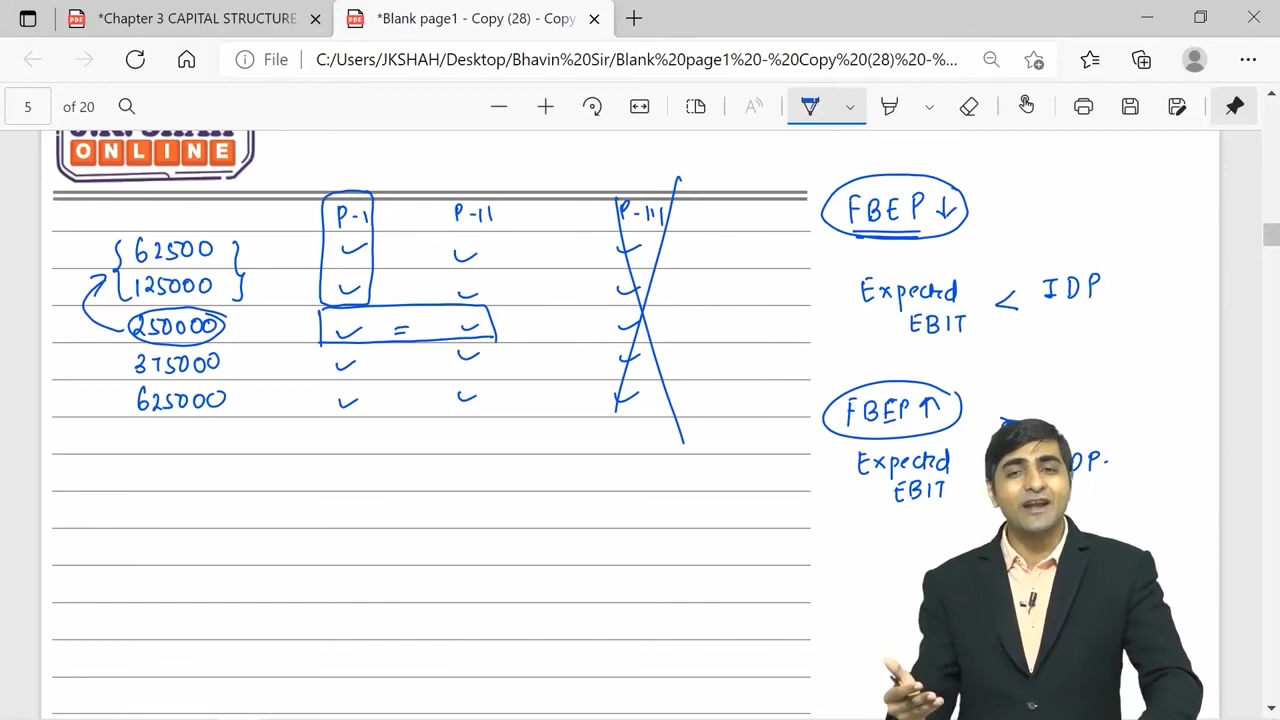 *Chapter 3 CAPITAL STRUCTURE
*Blank page1 - Copy (28) - Copy
File
C:/Users/JKSHAH/Desktop/Bhavin%20Sir/Blank%20page1%20-%20Copy%20(28)%20-%...
5 of 20
ONLINE
P-I P-II P-III
62500
125000
250000 =
375000
625000
FBEP ↓
Expected EBIT < IDP
FBEP ↑
Expected EBIT DP.